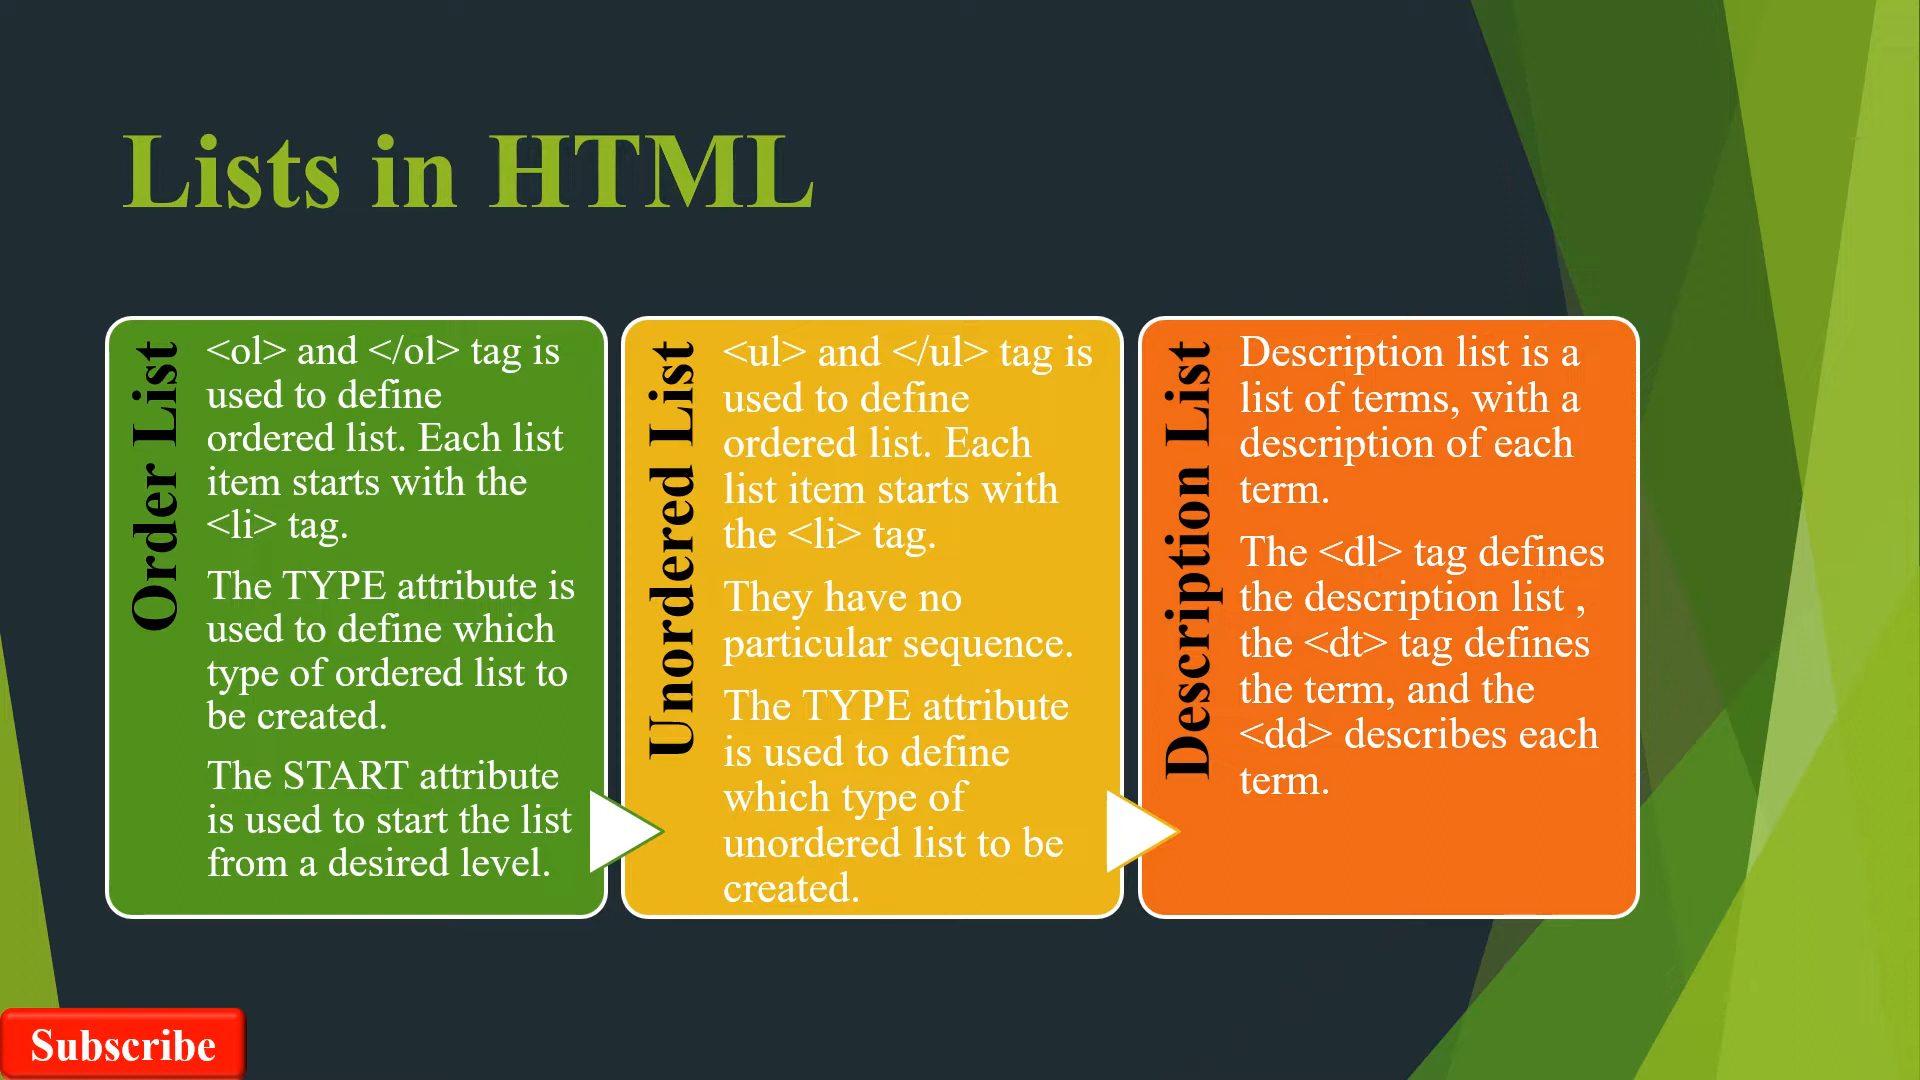 Lists in HTML
Order List
<ol> and </ol> tag is
used to define
ordered list. Each list
item starts with the
<li> tag.
The TYPE attribute is
used to define which
type of ordered list to
be created.
The START attribute
is used to start the list
from a desired level.
Unordered List
<ul> and </ul> tag is
used to define
ordered list. Each
list item starts with
the <li> tag.
They have no
particular sequence.
The TYPE attribute
is used to define
which type of
unordered list to be
created.
Description List
Description list is a
list of terms, with a
description of each
term.
The <dl> tag defines
the description list ,
the <dt> tag defines
the term, and the
<dd> describes each
term.
Subscribe